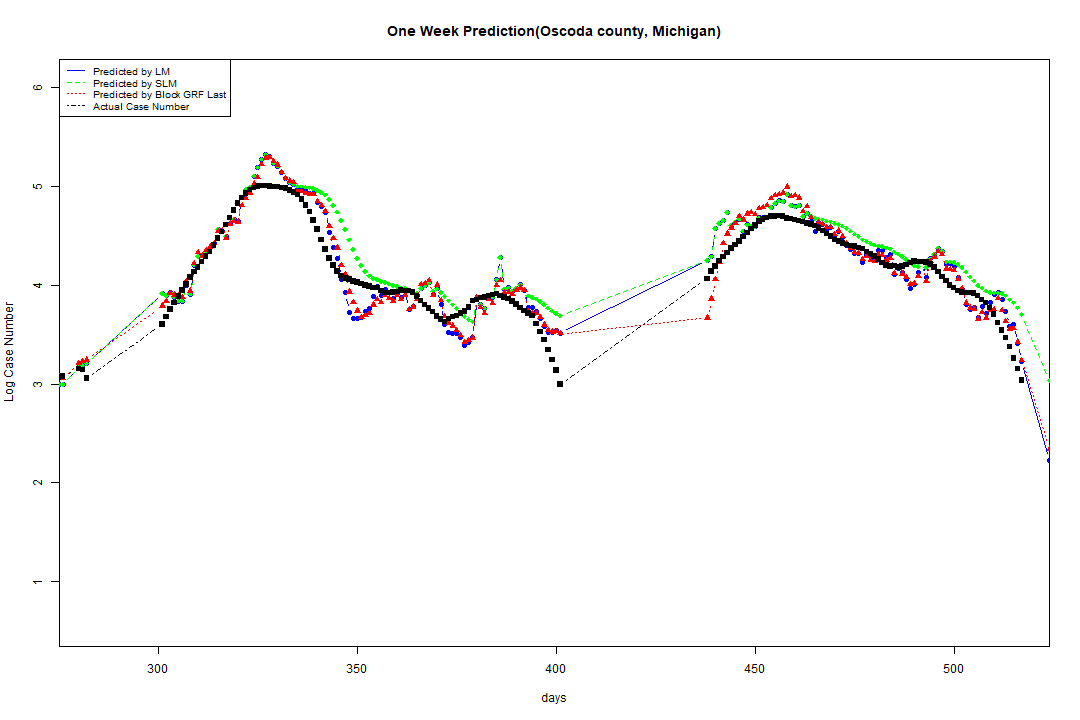 One Week Prediction(Oscoda county, Michigan)
Predicted by LM
Predicted by SLM
Predicted by Block GRF Last
Actual Case Number
Log Case Number
6
5
4
3
2
1
300 350 400 450 500
days